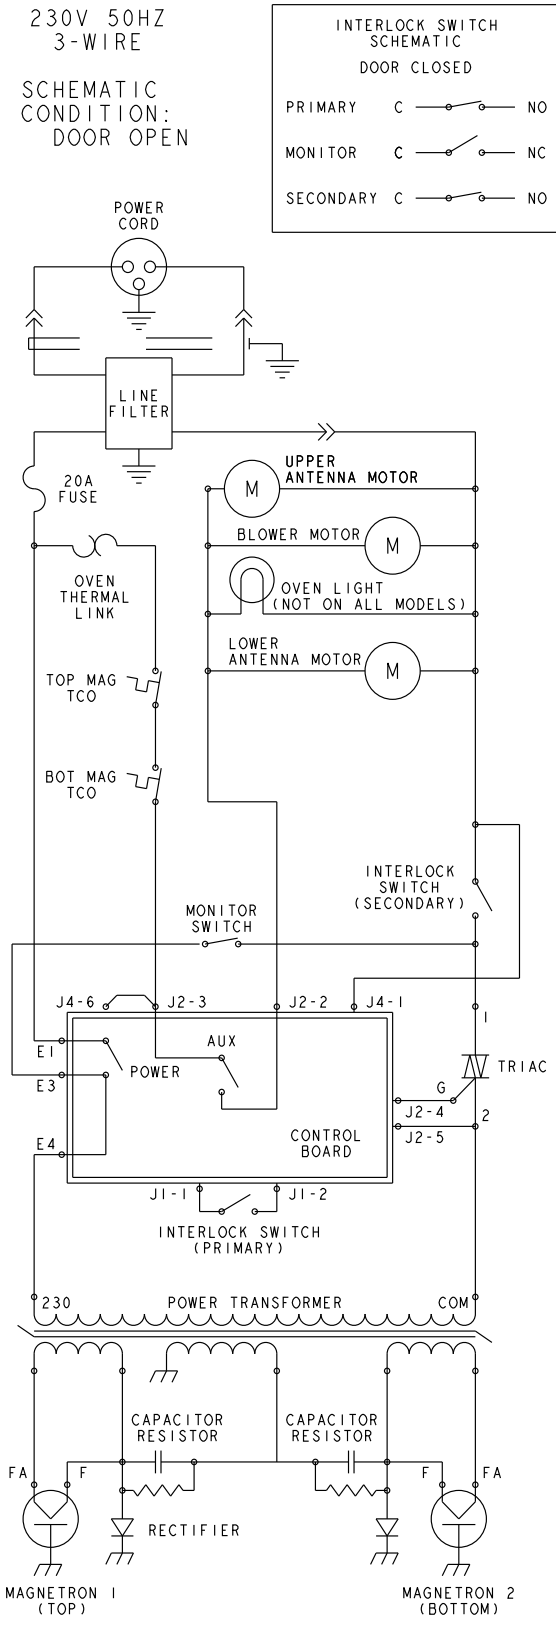 230V 50HZ
3-WIRE
SCHEMATIC
CONDITION:
DOOR OPEN
INTERLOCK SWITCH
SCHEMATIC
DOOR CLOSED
PRIMARY C NO
MONITOR C NC
SECONDARY C NO
POWER
CORD
LINE
FILTER
20A
FUSE
UPPER
ANTENNA MOTOR
M
BLOWER MOTOR
M
OVEN
THERMAL
LINK
OVEN LIGHT
(NOT ON ALL MODELS)
LOWER
ANTENNA MOTOR
M
TOP MAG
TCO
BOT MAG
TCO
INTERLOCK
SWITCH
(SECONDARY)
MONITOR
SWITCH
J4-6 J2-3 J2-2 J4-1
1
E1
AUX
POWER
E3
TRIAC
G
J2-4
2
J2-5
E4
CONTROL
BOARD
J1-1 J1-2
INTERLOCK SWITCH
(PRIMARY)
230 POWER TRANSFORMER COM
CAPACITOR
RESISTOR
CAPACITOR
RESISTOR
FA F F FA
RECTIFIER
MAGNETRON 1
(TOP)
MAGNETRON 2
(BOTTOM)